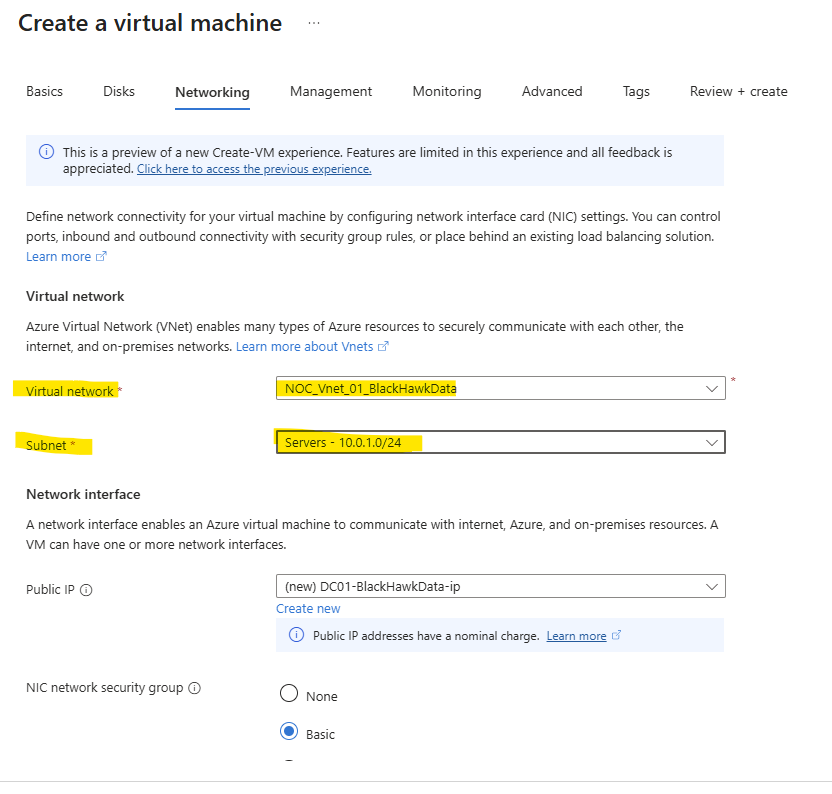 Create a virtual machine ...
Basics Disks Networking Management Monitoring Advanced Tags Review + create
This is a preview of a new Create-VM experience. Features are limited in this experience and all feedback is
appreciated. Click here to access the previous experience.
Define network connectivity for your virtual machine by configuring network interface card (NIC) settings. You can control
ports, inbound and outbound connectivity with security group rules, or place behind an existing load balancing solution.
Learn more
Virtual network
Azure Virtual Network (VNet) enables many types of Azure resources to securely communicate with each other, the
internet, and on-premises networks. Learn more about Vnets
Virtual network * NOC_Vnet_01_BlackHawkData *
Subnet * Servers - 10.0.1.0/24
Network interface
A network interface enables an Azure virtual machine to communicate with internet, Azure, and on-premises resources. A
VM can have one or more network interfaces.
Public IP (new) DC01-BlackHawkData-ip
Create new
Public IP addresses have a nominal charge. Learn more
NIC network security group
None
Basic